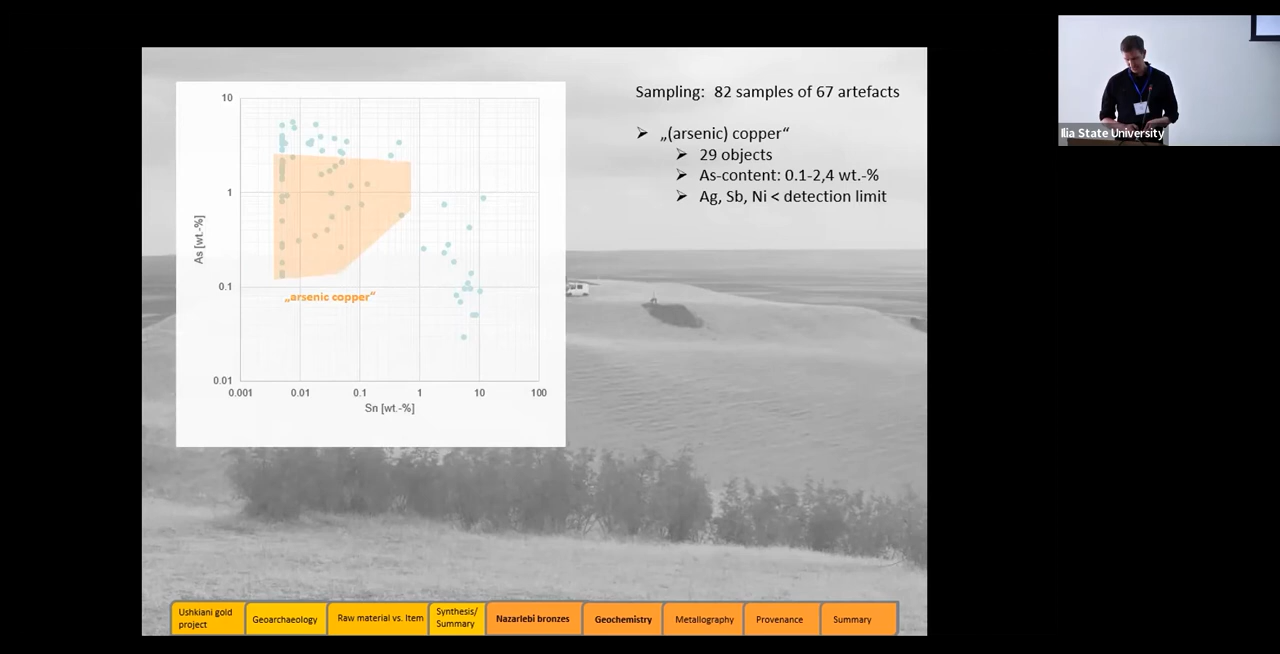 Sampling: 82 samples of 67 artefacts
„(arsenic) copper“
29 objects
As-content: 0.1-2,4 wt.-%
Ag, Sb, Ni < detection limit
10
1
0.1
0.01
As [wt.-%]
„arsenic copper“
0.001
0.01
0.1
1
10
100
Sn [wt.-%]
Ilia State University
Ushkiani gold
project
Geoarchaeology
Raw material vs. Item
Synthesis/
Summary
Nazarlebi bronzes
Geochemistry
Metallography
Provenance
Summary